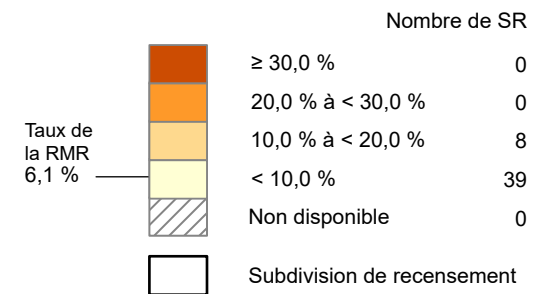 Nombre de SR
≥ 30,0 % 0
20,0 % à < 30,0 % 0
10,0 % à < 20,0 % 8
Taux de
la RMR
6,1 %
< 10,0 % 39
Non disponible 0
Subdivision de recensement